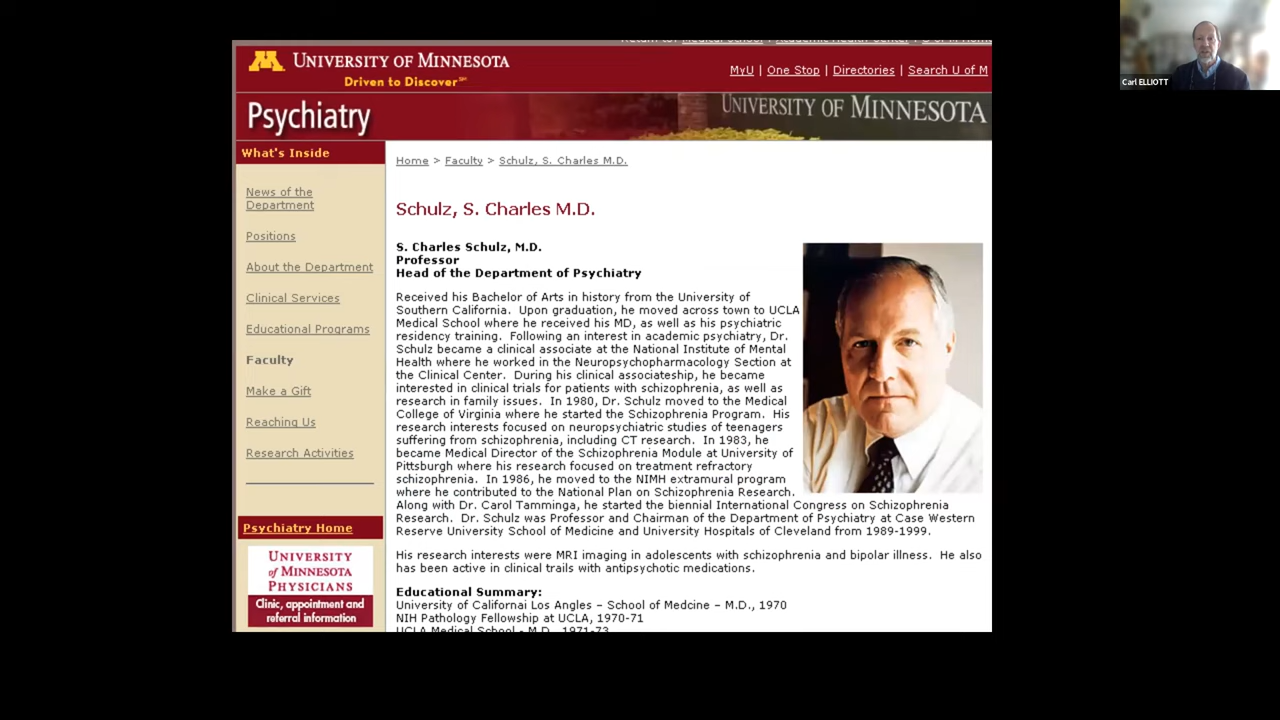 Carl ELLIOTT
UNIVERSITY OF MINNESOTA
Driven to Discover
MyU | One Stop | Directories | Search U of M
Psychiatry
UNIVERSITY OF MINNESOTA
What's Inside
News of the
Department
Positions
About the Department
Clinical Services
Educational Programs
Faculty
Make a Gift
Reaching Us
Research Activities
Psychiatry Home
UNIVERSITY
of MINNESOTA
PHYSICIANS
Clinic, appointment and
referral information
Home > Faculty > Schulz, S. Charles M.D.
Schulz, S. Charles M.D.
S. Charles Schulz, M.D.
Professor
Head of the Department of Psychiatry
Received his Bachelor of Arts in history from the University of
Southern California. Upon graduation, he moved across town to UCLA
Medical School where he received his MD, as well as his psychiatric
residency training. Following an interest in academic psychiatry, Dr.
Schulz became a clinical associate at the National Institute of Mental
Health where he worked in the Neuropsychopharmacology Section at
the Clinical Center. During his clinical associateship, he became
interested in clinical trials for patients with schizophrenia, as well as
research in family issues. In 1980, Dr. Schulz moved to the Medical
College of Virginia where he started the Schizophrenia Program. His
research interests focused on neuropsychiatric studies of teenagers
suffering from schizophrenia, including CT research. In 1983, he
became Medical Director of the Schizophrenia Module at University of
Pittsburgh where his research focused on treatment refractory
schizophrenia. In 1986, he moved to the NIMH extramural program
where he contributed to the National Plan on Schizophrenia Research.
Along with Dr. Carol Tamminga, he started the biennial International Congress on Schizophrenia
Research. Dr. Schulz was Professor and Chairman of the Department of Psychiatry at Case Western
Reserve University School of Medicine and University Hospitals of Cleveland from 1989-1999.
His research interests were MRI imaging in adolescents with schizophrenia and bipolar illness. He also
has been active in clinical trails with antipsychotic medications.
Educational Summary:
University of Californai Los Angles – School of Medcine – M.D., 1970
NIH Pathology Fellowship at UCLA, 1970-71
UCLA Medical School - M.D., 1971-73